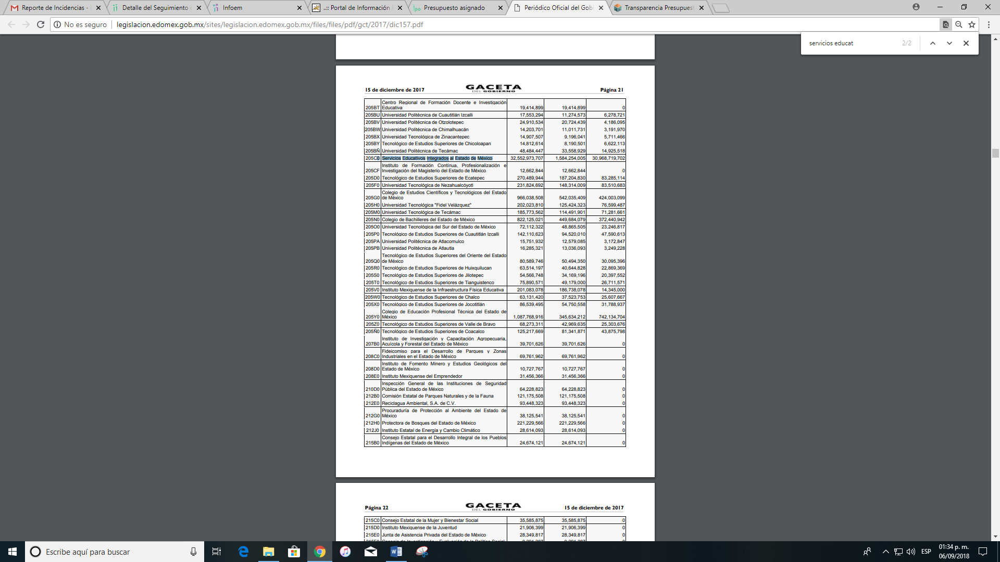 Reporte de Incidencias -
Detalle del Seguimiento
Infoem
..:: Portal de Información
Presupuesto asignado
Periódico Oficial del Gob
Transparencia Presupuest
No es seguro
legislacion.edomex.gob.mx/sites/legislacion.edomex.gob.mx/files/files/pdf/gct/2017/dic157.pdf
servicios educat 2/2
15 de diciembre de 2017 GACETA DEL GOBIERNO Página 21
205BT Centro Regional de Formación Docente e Investigación
Educativa 19,414,899 19,414,899 0
205BU Universidad Politécnica de Cuautitlán Izcalli 17,553,294 11,274,573 6,278,721
205BV Universidad Politécnica de Otzolotepec 24,910,534 20,724,439 4,186,095
205BW Universidad Politécnica de Chimalhuacán 14,203,701 11,011,731 3,191,970
205BX Universidad Tecnológica de Zinacantepec 14,907,507 9,196,041 5,711,466
205BY Tecnológico de Estudios Superiores de Chicoloapan 14,812,614 8,190,501 6,622,113
205BÑ Universidad Politécnica de Tecámac 48,484,447 33,558,929 14,925,518
205C0 Servicios Educativos Integrados al Estado de México 32,552,973,707 1,584,254,005 30,968,719,702
205CF Instituto de Formación Contínua, Profesionalización e
Investigación del Magisterio del Estado de México 12,662,844 12,662,844 0
205D0 Tecnológico de Estudios Superiores de Ecatepec 270,489,944 187,204,830 83,285,114
205F0 Universidad Tecnológica de Nezahualcóyotl 231,824,692 148,314,009 83,510,683
205G0 Colegio de Estudios Científicos y Tecnológicos del Estado
de México 966,038,508 542,035,409 424,003,099
205H0 Universidad Tecnológica "Fidel Velázquez" 202,023,810 125,424,323 76,599,487
205M0 Universidad Tecnológica de Tecámac 185,773,562 114,491,901 71,281,661
205N0 Colegio de Bachilleres del Estado de México 822,125,021 449,684,079 372,440,942
205O0 Universidad Tecnológica del Sur del Estado de México 72,112,322 48,865,505 23,246,817
205P0 Tecnológico de Estudios Superiores de Cuautitlán Izcalli 142,110,623 94,520,010 47,590,613
205PA Universidad Politécnica de Atlacomulco 15,751,932 12,579,085 3,172,847
205PB Universidad Politécnica de Atlautla 16,285,321 13,036,093 3,249,228
205Q0 Tecnológico de Estudios Superiores del Oriente del Estado
de México 80,589,746 50,494,350 30,095,396
205R0 Tecnológico de Estudios Superiores de Huixquilucan 63,514,197 40,644,828 22,869,369
205S0 Tecnológico de Estudios Superiores de Jilotepec 54,566,748 34,169,196 20,397,552
205T0 Tecnológico de Estudios Superiores de Tianguistenco 75,890,571 49,179,000 26,711,571
205V0 Instituto Mexiquense de la Infraestructura Física Educativa 201,083,078 186,738,078 14,345,000
205W0 Tecnológico de Estudios Superiores de Chalco 63,131,420 37,523,753 25,607,667
205X0 Tecnológico de Estudios Superiores de Jocotitlán 86,539,495 54,750,558 31,788,937
205Y0 Colegio de Educación Profesional Técnica del Estado de
México 1,087,768,916 345,634,212 742,134,704
205Z0 Tecnológico de Estudios Superiores de Valle de Bravo 68,273,311 42,969,635 25,303,676
205Ñ0 Tecnológico de Estudios Superiores de Coacalco 125,217,669 81,341,871 43,875,798
207B0 Instituto de Investigación y Capacitación Agropecuaria,
Acuícola y Forestal del Estado de México 39,701,626 39,701,626 0
208C0 Fideicomiso para el Desarrollo de Parques y Zonas
Industriales en el Estado de México 69,761,962 69,761,962 0
208D0 Instituto de Fomento Minero y Estudios Geológicos del
Estado de México 10,727,767 10,727,767 0
208E0 Instituto Mexiquense del Emprendedor 31,456,366 31,456,366 0
210D0 Inspección General de las Instituciones de Seguridad
Pública del Estado de México 64,228,823 64,228,823 0
212B0 Comisión Estatal de Parques Naturales y de la Fauna 121,175,508 121,175,508 0
212E0 Reciclagua Ambiental, S.A. de C.V. 93,448,323 93,448,323 0
212G0 Procuraduría de Protección al Ambiente del Estado de
México 38,125,541 38,125,541 0
212H0 Protectora de Bosques del Estado de México 221,229,566 221,229,566 0
212J0 Instituto Estatal de Energía y Cambio Climático 28,614,093 28,614,093 0
215B0 Consejo Estatal para el Desarrollo Integral de los Pueblos
Indígenas del Estado de México 24,674,121 24,674,121 0
Página 22 GACETA DEL GOBIERNO 15 de diciembre de 2017
215C0 Consejo Estatal de la Mujer y Bienestar Social 35,585,875 35,585,875 0
215D0 Instituto Mexiquense de la Juventud 21,906,399 21,906,399 0
215E0 Junta de Asistencia Privada del Estado de México 28,349,817 28,349,817 0
Escribe aquí para buscar
ESP
01:34 p. m.
06/09/2018